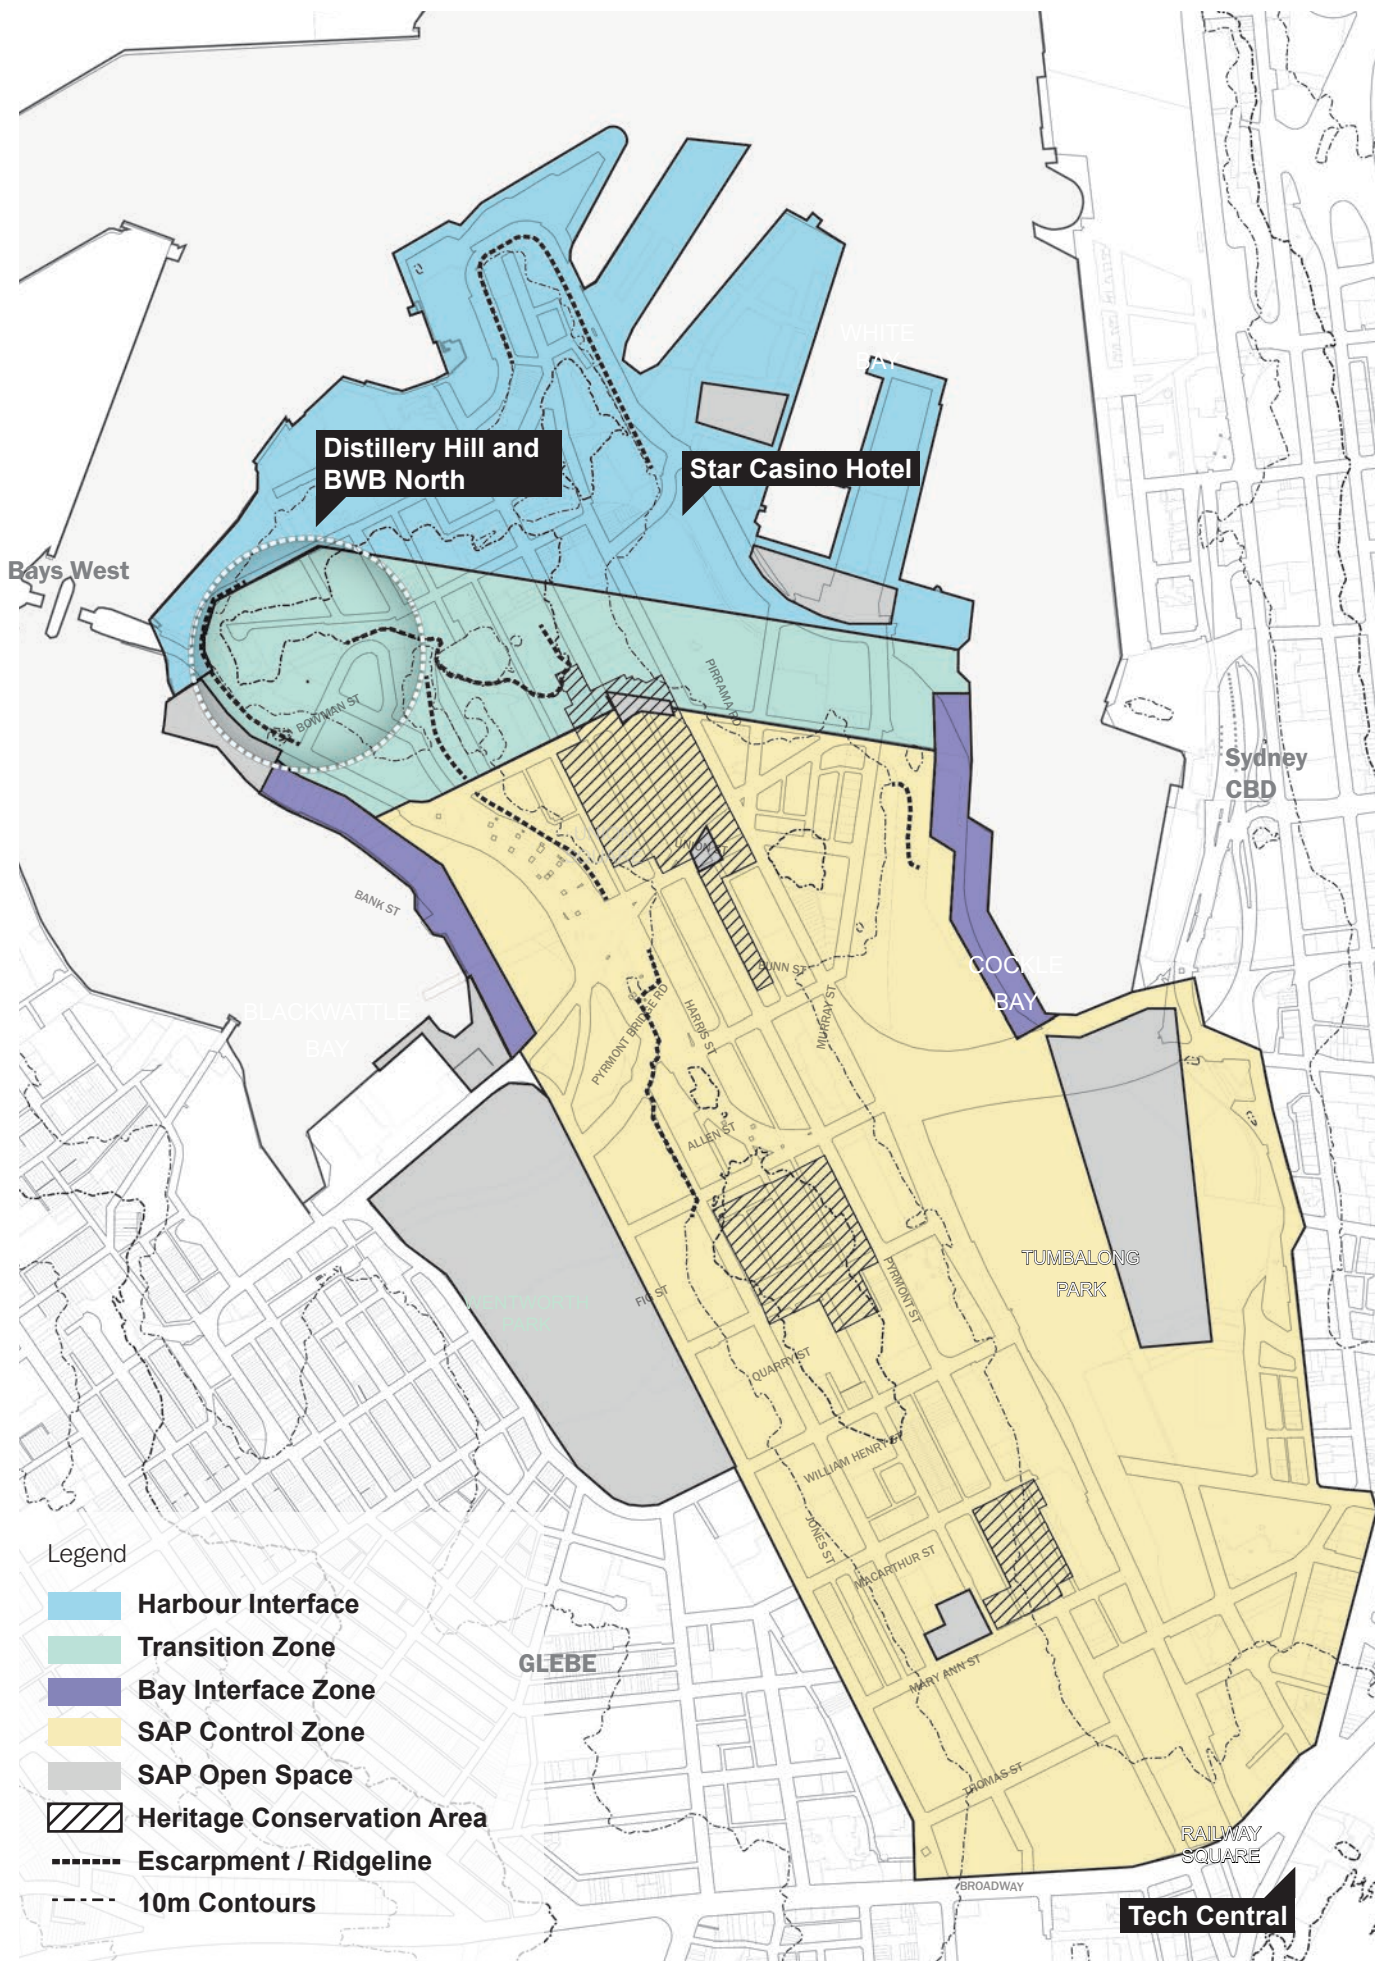 WHITE
BAY
Distillery Hill and
BWB North
Star Casino Hotel
Bays West
PIRRAMA RD
BOWMAN ST
Sydney
CBD
UNION ST
BANK ST
BUNN ST
COCKLE
BAY
BLACKWATTLE
BAY
PYRMONT BRIDGE RD
HARRIS ST
MURRAY ST
ALLEN ST
TUMBALONG
PARK
PYRMONT ST
WENTWORTH
PARK
FIG ST
QUARRY ST
WILLIAM HENRY ST
JONES ST
MACARTHUR ST
MARY ANN ST
THOMAS ST
GLEBE
RAILWAY
SQUARE
BROADWAY
Tech Central
Legend
Harbour Interface
Transition Zone
Bay Interface Zone
SAP Control Zone
SAP Open Space
Heritage Conservation Area
Escarpment / Ridgeline
10m Contours